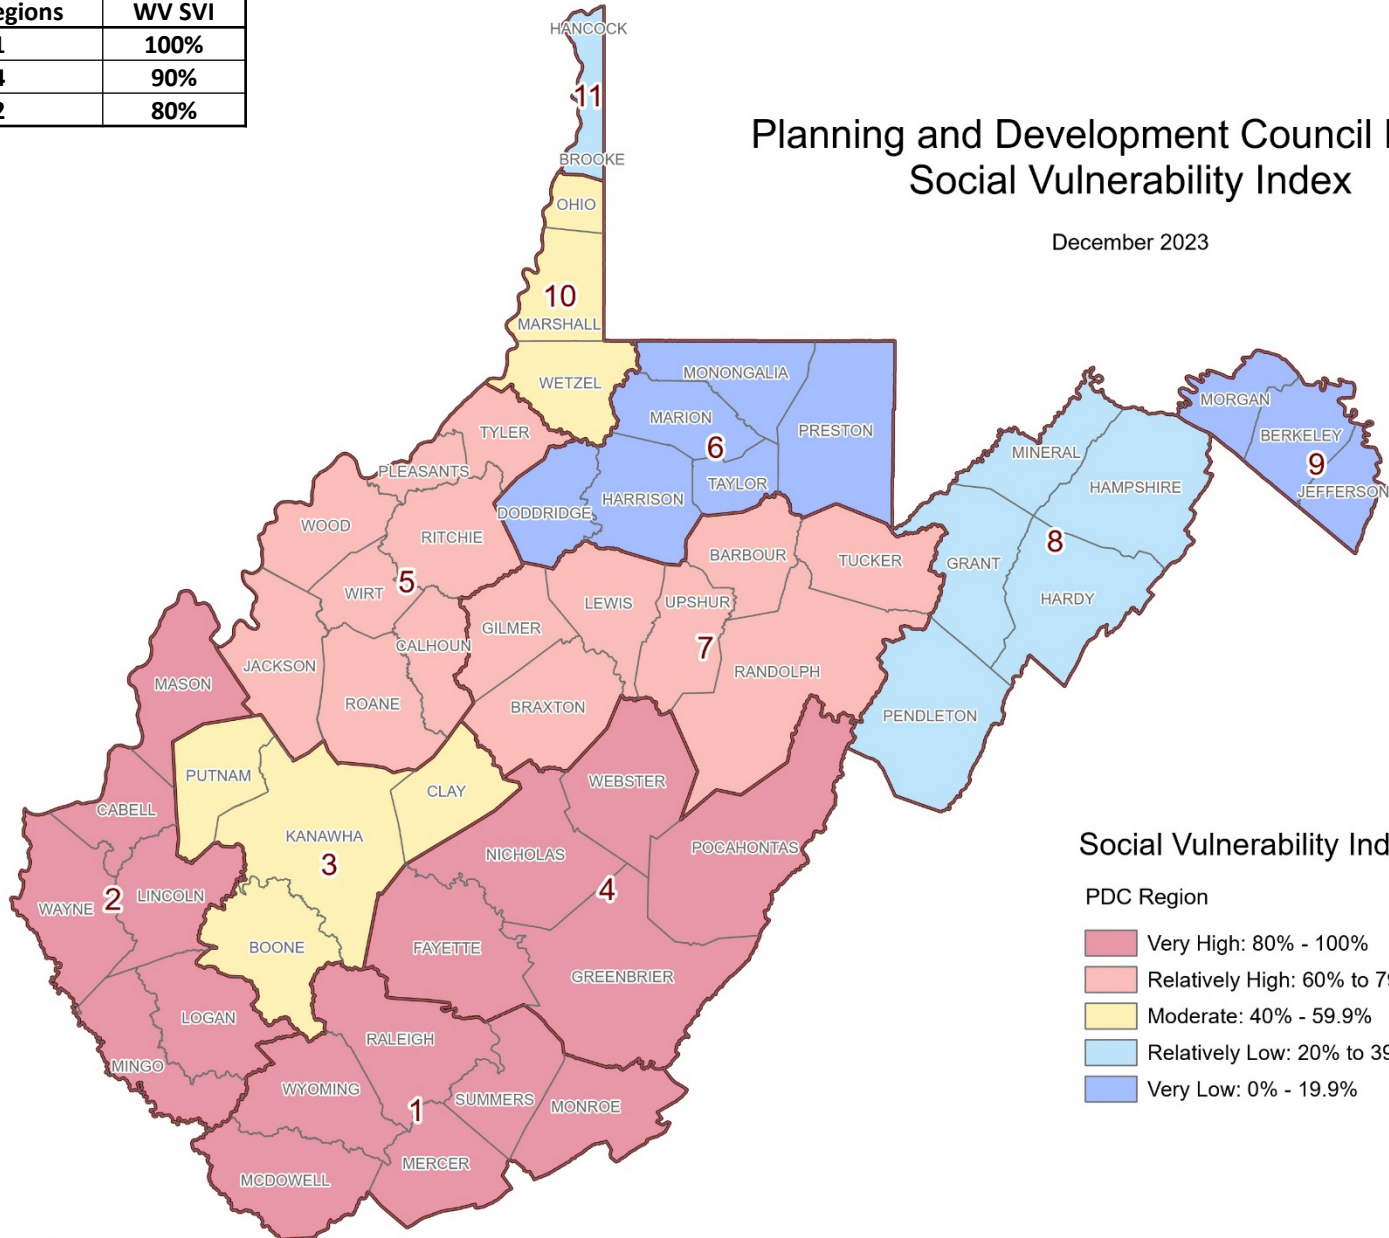 WV SVI
1 100%
4 90%
2 80%
Planning and Development Council
Social Vulnerability Index
December 2023
HANCOCK
11
BROOKE
OHIO
10
MARSHALL
WETZEL
MONONGALIA
MARION
PRESTON
6
TAYLOR
HARRISON
DODDRIDGE
TYLER
PLEASANTS
WOOD
RITCHIE
WIRT
5
CALHOUN
JACKSON
ROANE
GILMER
LEWIS
UPSHUR
BARBOUR
TUCKER
7
RANDOLPH
BRAXTON
MINERAL
HAMPSHIRE
GRANT
8
HARDY
PENDLETON
MORGAN
BERKELEY
9
JEFFERSON
MASON
PUTNAM
CABELL
CLAY
KANAWHA
3
BOONE
WAYNE
2
LINCOLN
LOGAN
MINGO
WEBSTER
NICHOLAS
POCAHONTAS
4
FAYETTE
GREENBRIER
RALEIGH
WYOMING
SUMMERS
1
MONROE
MERCER
MCDOWELL
Social Vulnerability
PDC Region
Very High: 80% - 100%
Relatively High: 60% to
Moderate: 40% - 59.9%
Relatively Low: 20% to
Very Low: 0% - 19.9%